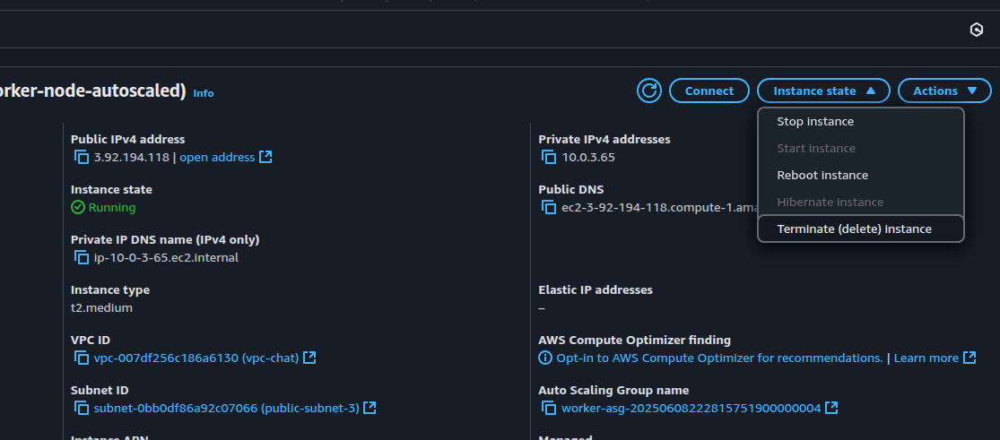 orker-node-autoscaled) Info
Connect
Instance state
Actions
Stop instance
Start instance
Reboot instance
Hibernate instance
Terminate (delete) instance
Public IPv4 address
3.92.194.118 | open address
Instance state
Running
Private IP DNS name (IPv4 only)
ip-10-0-3-65.ec2.internal
Instance type
t2.medium
VPC ID
vpc-007df256c186a6130 (vpc-chat)
Subnet ID
subnet-0bb0df86a92c07066 (public-subnet-3)
Instance ARN
Private IPv4 addresses
10.0.3.65
Public DNS
ec2-3-92-194-118.compute-1.ama
Elastic IP addresses
–
AWS Compute Optimizer finding
Opt-in to AWS Compute Optimizer for recommendations. | Learn more
Auto Scaling Group name
worker-asg-20250608222815751900000004
Managed